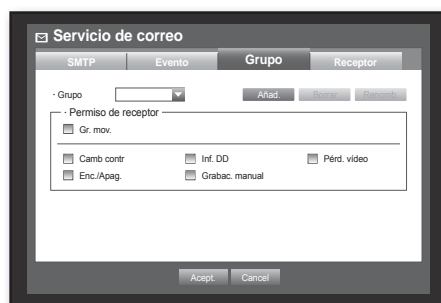 Servicio de correo
SMTP Evento Grupo Receptor
· Grupo Añad. Borrar Renomb.
· Permiso de receptor
Gr. mov.
Camb contr Inf. DD Pérd. vídeo
Enc./Apag. Grabac. manual
Acept. Cancel